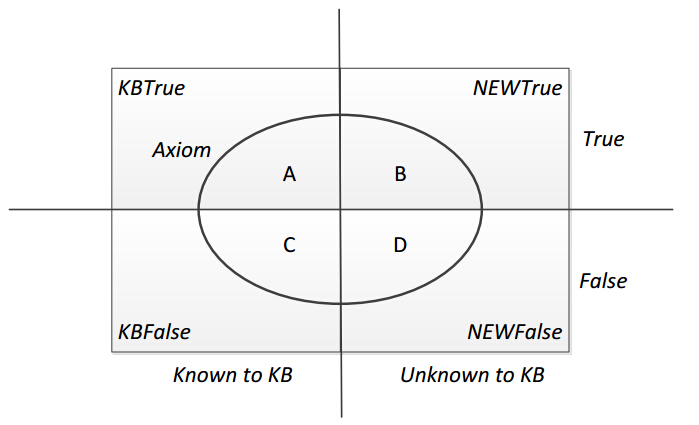 KBTrue
NEWTrue
Axiom
True
A
B
C
D
False
KBFalse
NEWFalse
Known to KB
Unknown to KB